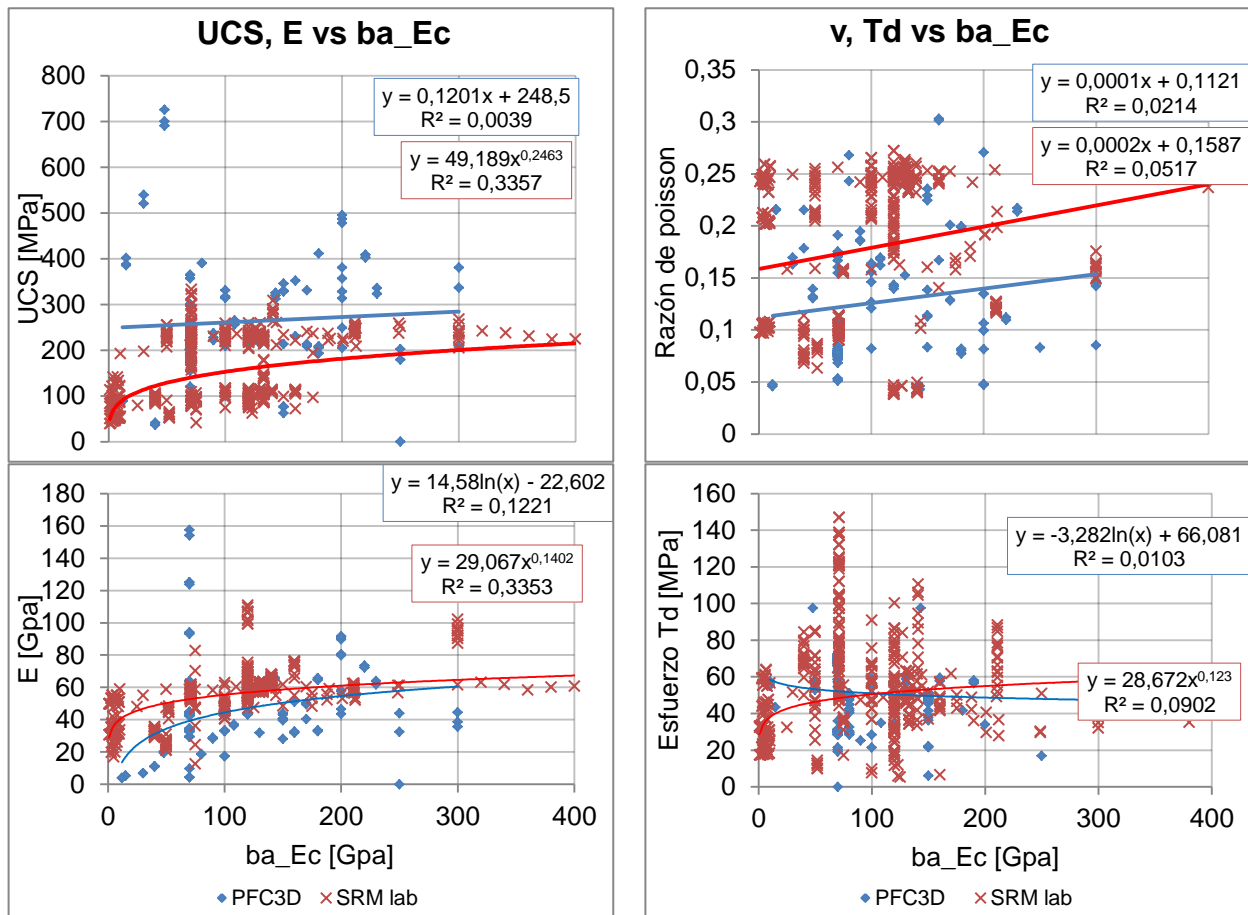 UCS, E vs ba_Ec
800
700
600
500
400
300
200
100
0
UCS [MPa]
y = 0,1201x + 248,5
R² = 0,0039
y = 49,189x^0,2463
R² = 0,3357
180
160
140
120
100
80
60
40
20
0
E [Gpa]
y = 14,58ln(x) - 22,602
R² = 0,1221
y = 29,067x^0,1402
R² = 0,3353
0 100 200 300 400
ba_Ec [Gpa]
PFC3D SRM lab
v, Td vs ba_Ec
0,35
0,3
0,25
0,2
0,15
0,1
0,05
0
Razón de poisson
y = 0,0001x + 0,1121
R² = 0,0214
y = 0,0002x + 0,1587
R² = 0,0517
160
140
120
100
80
60
40
20
0
Esfuerzo Td [MPa]
y = -3,282ln(x) + 66,081
R² = 0,0103
y = 28,672x^0,123
R² = 0,0902
0 100 200 300 400
ba_Ec [Gpa]
PFC3D SRM lab